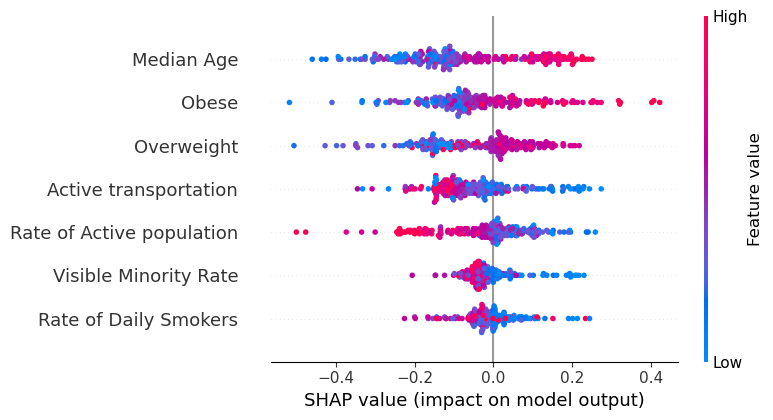 High
Median Age
Obese
Overweight
Active transportation
Rate of Active population
Visible Minority Rate
Rate of Daily Smokers
Feature value
Low
−0.4 −0.2 0.0 0.2 0.4
SHAP value (impact on model output)